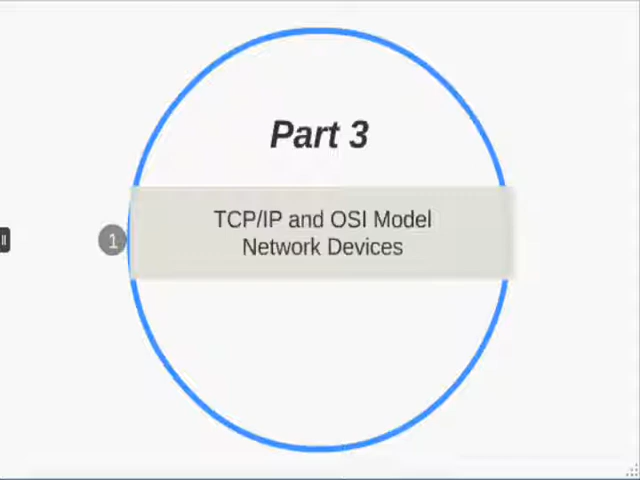 Part 3
TCP/IP and OSI Model
Network Devices
1